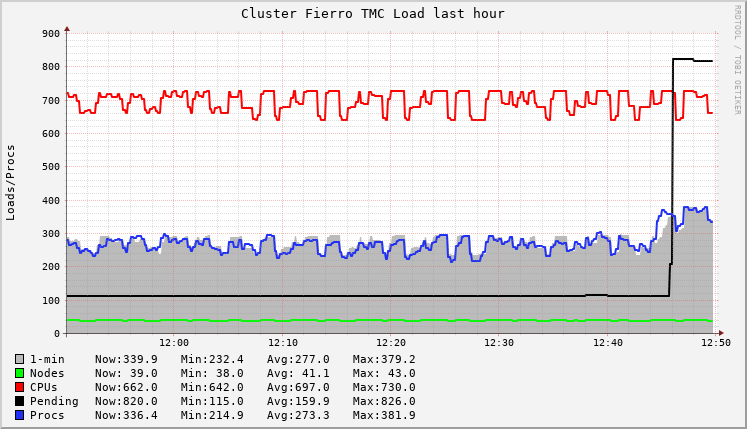 Cluster Fierro TMC Load last hour
RRDTOOL / TOBI OETIKER
Loads/Procs
900
800
700
600
500
400
300
200
100
0
12:00 12:10 12:20 12:30 12:40 12:50
1-min Now:339.9 Min:232.4 Avg:277.0 Max:379.2
Nodes Now: 39.0 Min: 38.0 Avg: 41.1 Max: 43.0
CPUs Now:662.0 Min:642.0 Avg:697.0 Max:730.0
Pending Now:820.0 Min:115.0 Avg:159.9 Max:826.0
Procs Now:336.4 Min:214.9 Avg:273.3 Max:381.9